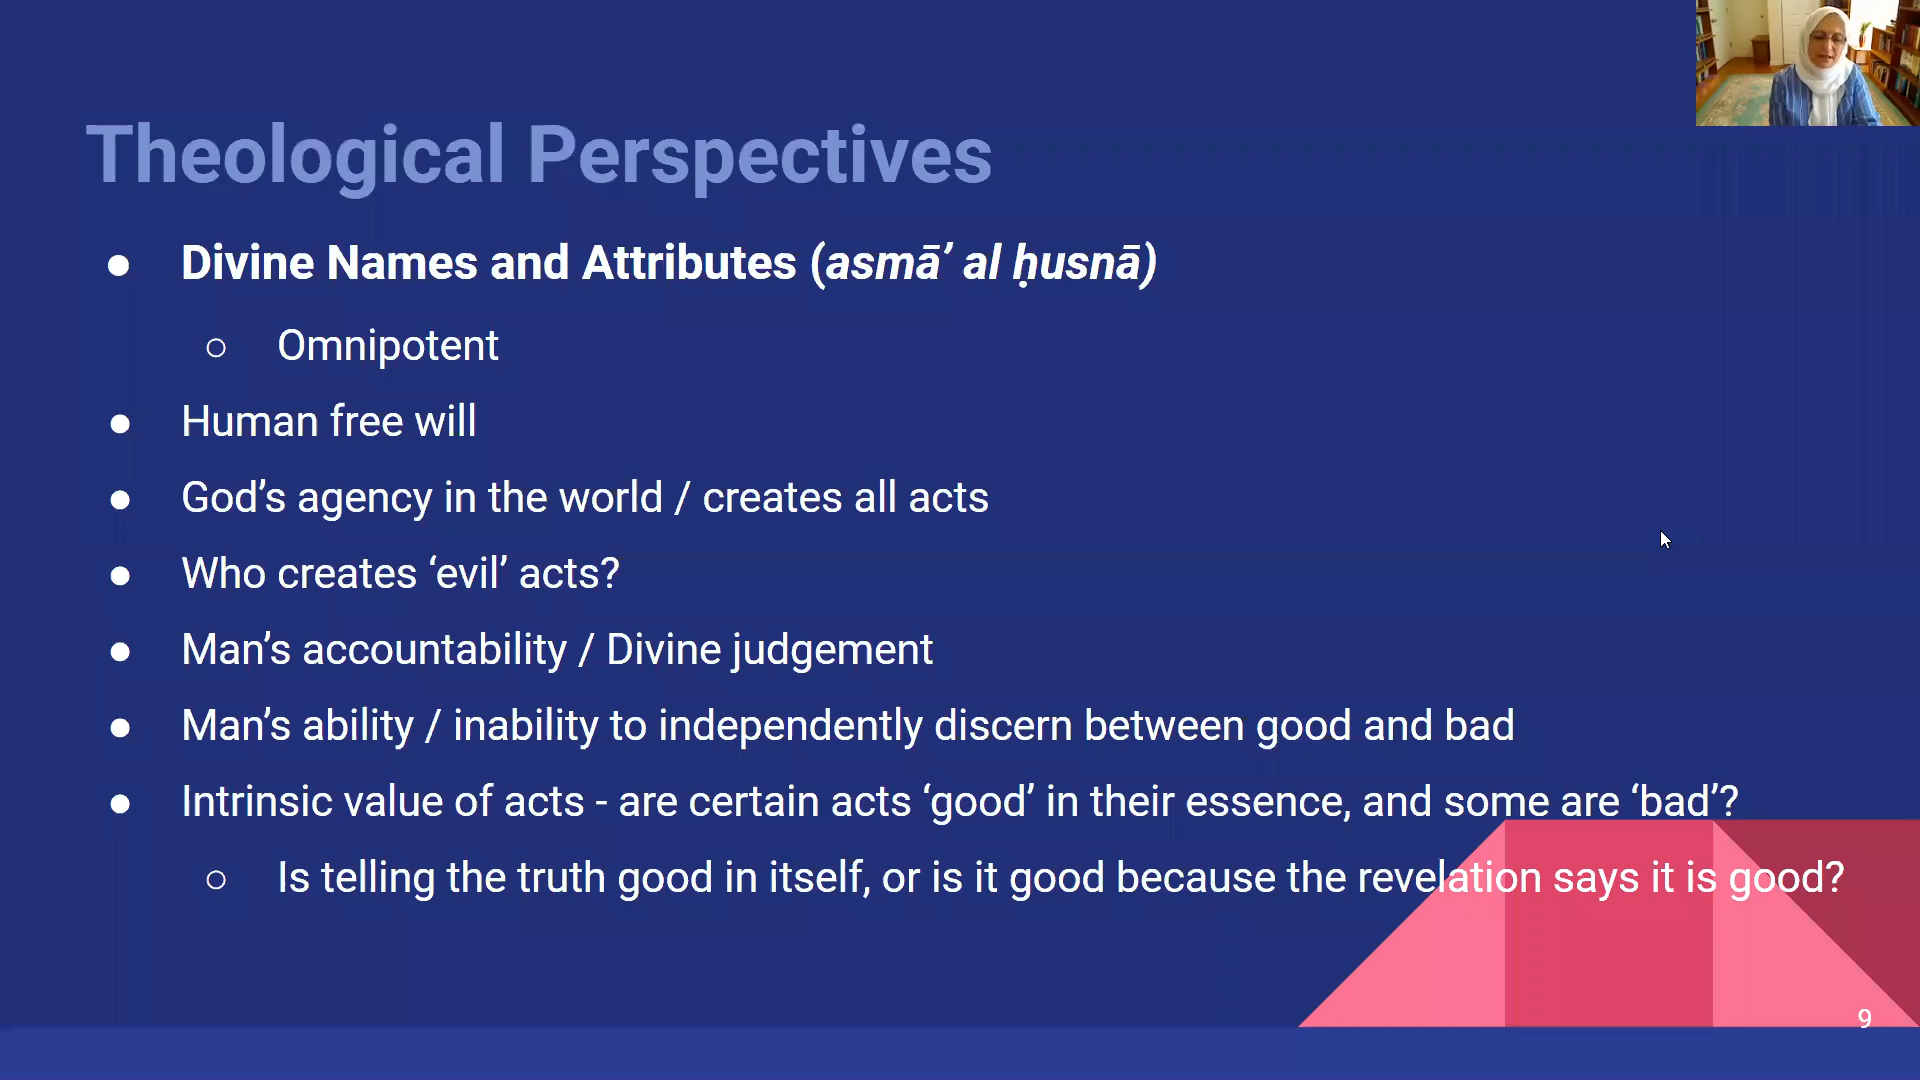 Theological Perspectives
● Divine Names and Attributes (asmā’ al ḥusnā)
○ Omnipotent
● Human free will
● God’s agency in the world / creates all acts
● Who creates ‘evil’ acts?
● Man’s accountability / Divine judgement
● Man’s ability / inability to independently discern between good and bad
● Intrinsic value of acts - are certain acts ‘good’ in their essence, and some are ‘bad’?
○ Is telling the truth good in itself, or is it good because the revelation says it is good?
9